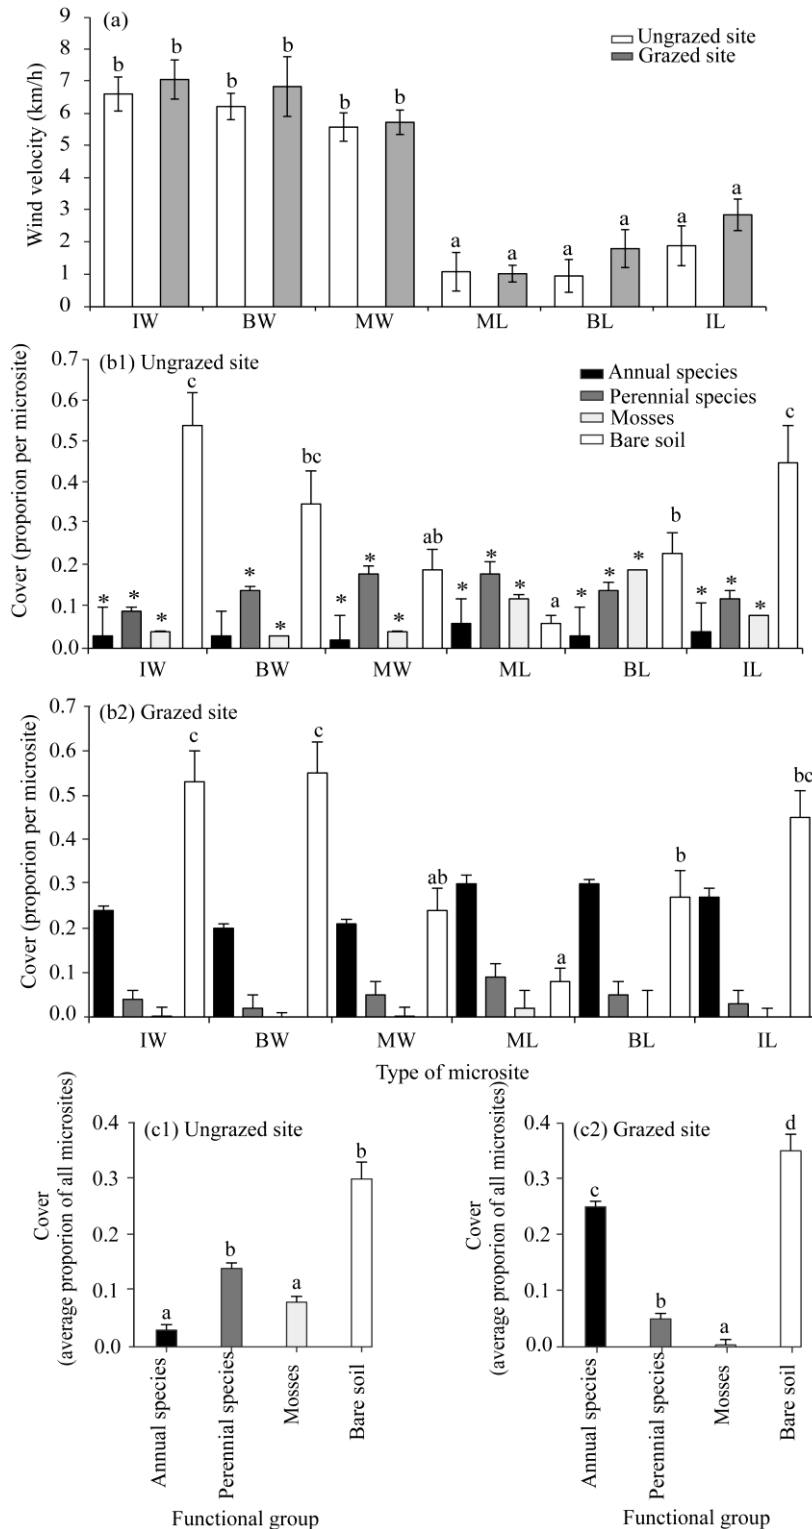 (a)
Ungrazed site
Grazed site
Wind velocity (km/h)
9
8
7
6
5
4
3
2
1
0
b b b b b b a a a a a a
IW BW MW ML BL IL
(b1) Ungrazed site
Annual species
Perennial species
Mosses
Bare soil
Cover (proporion per microsite)
0.7
0.6
0.5
0.4
0.3
0.2
0.1
0.0
* * * c
* * bc
* * * ab
* * * a
* * * b
* * * c
IW BW MW ML BL IL
(b2) Grazed site
Cover (proporion per microsite)
0.7
0.6
0.5
0.4
0.3
0.2
0.1
0.0
c c ab a b bc
IW BW MW ML BL IL
Type of microsite
(c1) Ungrazed site
Cover
(average proportion of all microsites)
0.4
0.3
0.2
0.1
0.0
a b a b
Annual species
Perennial species
Mosses
Bare soil
Functional group
(c2) Grazed site
Cover
(average proportion of all microsites)
0.4
0.3
0.2
0.1
0.0
c b a d
Annual species
Perennial species
Mosses
Bare soil
Functional group